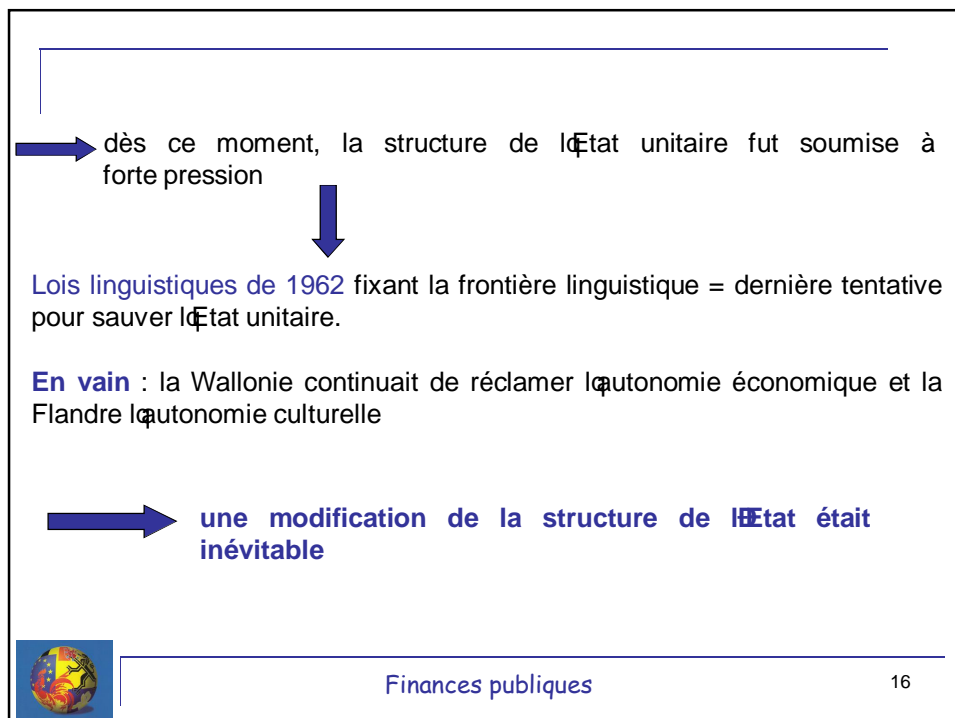 dès ce moment, la structure de l'Etat unitaire fut soumise à
forte pression
Lois linguistiques de 1962 fixant la frontière linguistique = dernière tentative
pour sauver l'Etat unitaire.
En vain : la Wallonie continuait de réclamer l'autonomie économique et la
Flandre l'autonomie culturelle
une modification de la structure de l'Etat était
inévitable
Finances publiques
16